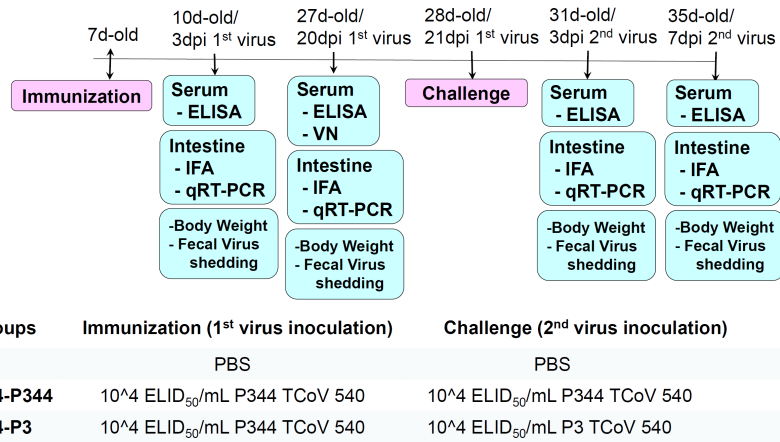 7d-old
10d-old/
3dpi 1st virus
27d-old/
20dpi 1st virus
28d-old/
21dpi 1st virus
31d-old/
3dpi 2nd virus
35d-old/
7dpi 2nd virus
Immunization
Serum
- ELISA
Intestine
- IFA
- qRT-PCR
-Body Weight
- Fecal Virus
shedding
Serum
- ELISA
- VN
Intestine
- IFA
- qRT-PCR
-Body Weight
- Fecal Virus
shedding
Challenge
Serum
- ELISA
Intestine
- IFA
- qRT-PCR
-Body Weight
- Fecal Virus
shedding
Serum
- ELISA
Intestine
- IFA
- qRT-PCR
-Body Weight
- Fecal Virus
shedding
oups Immunization (1st virus inoculation) Challenge (2nd virus inoculation)
PBS PBS
4-P344 10^4 ELID50/mL P344 TCoV 540 10^4 ELID50/mL P344 TCoV 540
4-P3 10^4 ELID50/mL P344 TCoV 540 10^4 ELID50/mL P3 TCoV 540